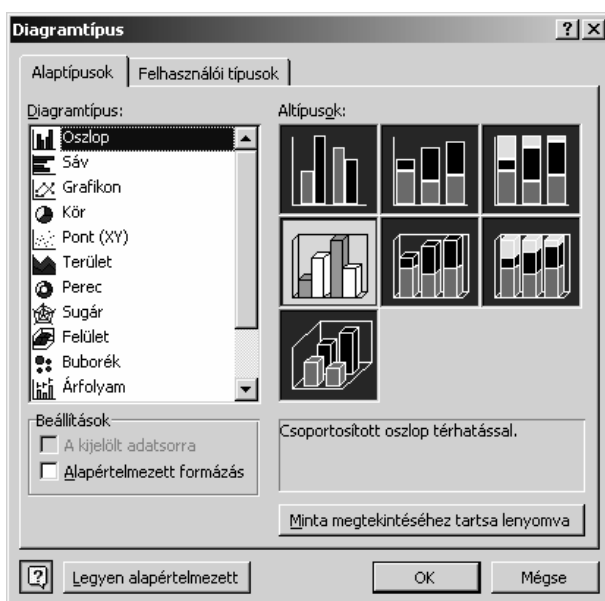 Diagramtípus
Alaptípusok
Felhasználói típusok
Diagramtípus:
Oszlop
Sáv
Grafikon
Kör
Pont (XY)
Terület
Perec
Sugár
Felület
Buborék
Árfolyam
Altípusok:
Beállítások
A kijelölt adatsorra
Alapértelmezett formázás
Csoportosított oszlop térhatással.
Minta megtekintéséhez tartsa lenyomva
Legyen alapértelmezett
OK
Mégse